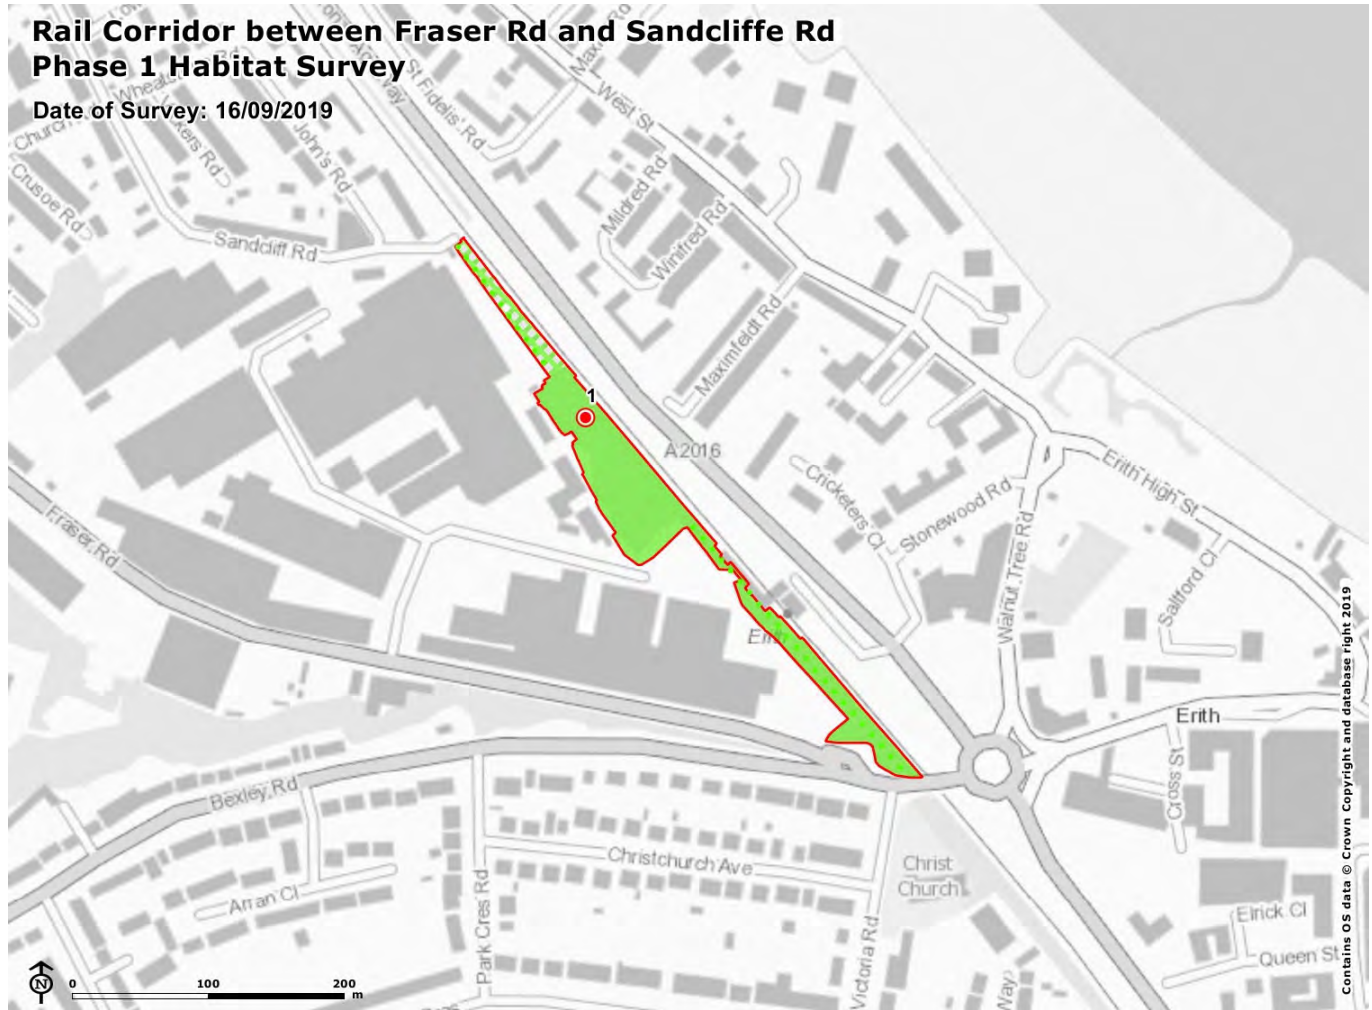 Rail Corridor between Fraser Rd and Sandcliffe Rd
Phase 1 Habitat Survey
Date of Survey: 16/09/2019
West St
St Fidelis' Rd
John's Rd
Crusoe Rd
Mildred Rd
Winifred Rd
Sandcliff Rd
Maximfeldt Rd
1
A2016
Cricketers Cl
Stonewood Rd
Erith High St
Walnut Tree Rd
Saltford Cl
Fraser Rd
Erith
Erith
Cross St
Bexley Rd
Christchurch Ave
Christ
Church
Arran Cl
Park Cres Rd
Victoria Rd
Elrick Cl
Queen St
Way
N
0 100 200
m
Contains OS data © Crown Copyright and database right 2019